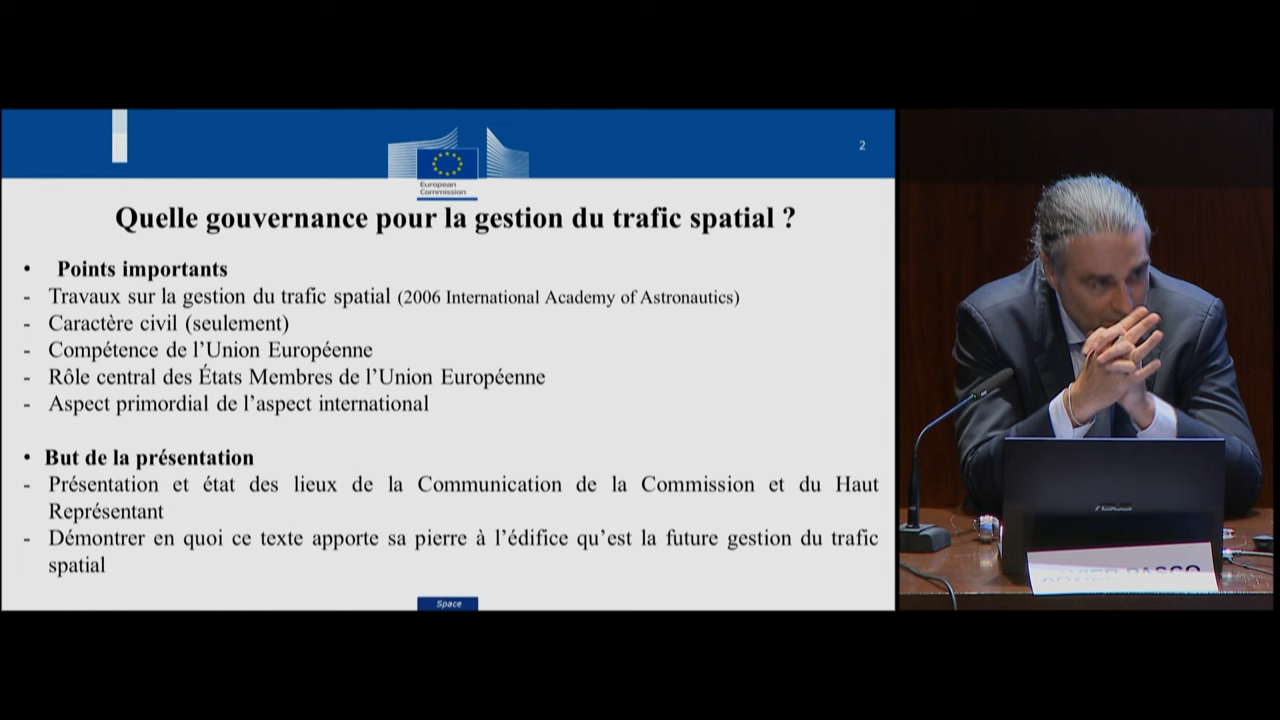 2
European
Commission
Quelle gouvernance pour la gestion du trafic spatial ?
• Points importants
- Travaux sur la gestion du trafic spatial (2006 International Academy of Astronautics)
- Caractère civil (seulement)
- Compétence de l’Union Européenne
- Rôle central des États Membres de l’Union Européenne
- Aspect primordial de l’aspect international
• But de la présentation
- Présentation et état des lieux de la Communication de la Commission et du Haut
Représentant
- Démontrer en quoi ce texte apporte sa pierre à l’édifice qu’est la future gestion du trafic
spatial
Space
ASUS